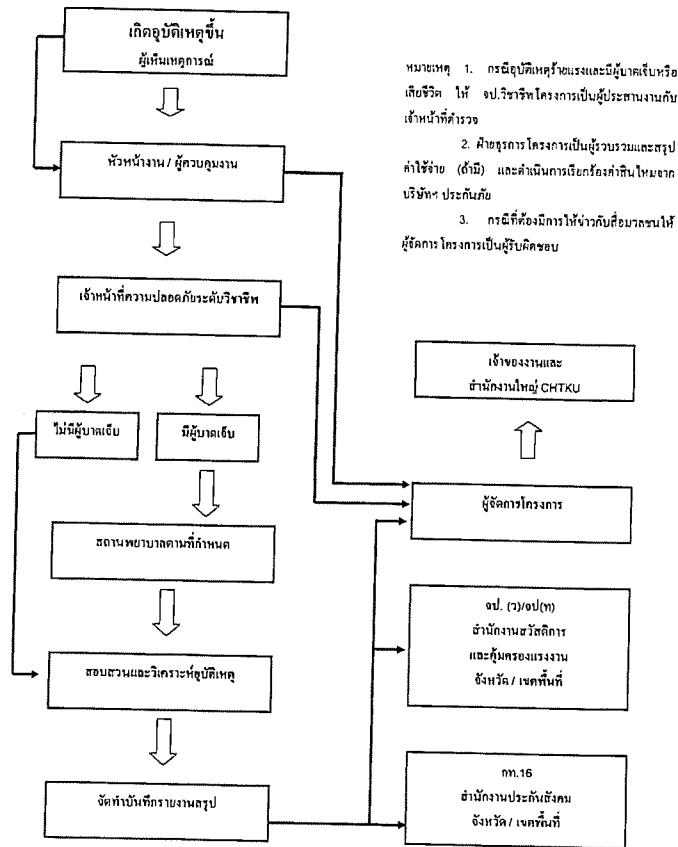 เกิดอุบัติเหตุขึ้น
ผู้เห็นเหตุการณ์
หมายเหตุ 1. กรณีอุบัติเหตุร้ายแรงและมีผู้บาดเจ็บหรือ
เสียชีวิต ให้ จป.วิชาชีพโครงการเป็นผู้ประสานงานกับ
เจ้าหน้าที่ตำรวจ
2. ฝ่ายธุรการโครงการเป็นผู้รวบรวมและสรุป
ค่าใช้จ่าย (ถ้ามี) และดำเนินการเรียกร้องค่าสินไหมจาก
บริษัทฯ ประกันภัย
3. กรณีที่ต้องมีการให้ข่าวกับสื่อมวลชนให้
ผู้จัดการโครงการเป็นผู้รับผิดชอบ
หัวหน้างาน / ผู้ควบคุมงาน
เจ้าหน้าที่ความปลอดภัยระดับวิชาชีพ
เจ้าของงานและ
สำนักงานใหญ่ CHTKU
ไม่มีผู้บาดเจ็บ
มีผู้บาดเจ็บ
ผู้จัดการโครงการ
สถานพยาบาลตามที่กำหนด
จป. (ว)/จป(ท)
สำนักงานสวัสดิการ
และคุ้มครองแรงงาน
จังหวัด / เขตพื้นที่
สอบสวนและวิเคราะห์อุบัติเหตุ
จัดทำบันทึกรายงานสรุป
กท.16
สำนักงานประกันสังคม
จังหวัด / เขตพื้นที่